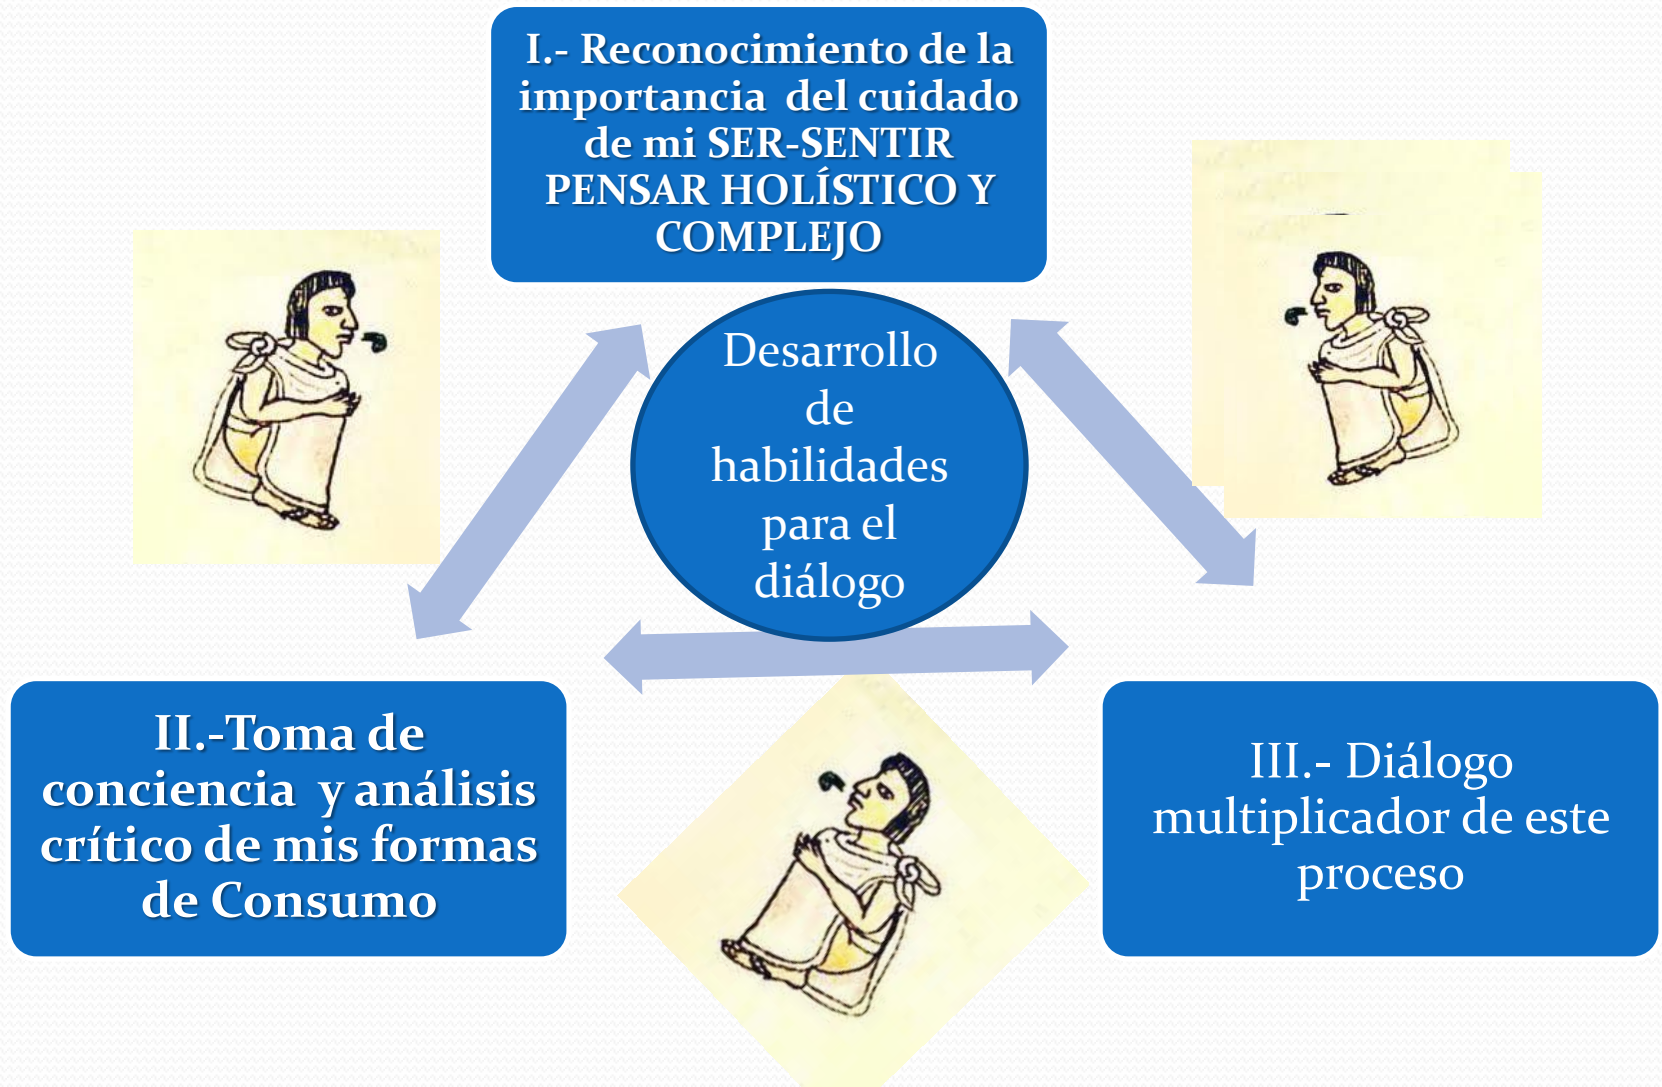 I.- Reconocimiento de la
importancia del cuidado
de mi SER-SENTIR
PENSAR HOLÍSTICO Y
COMPLEJO
Desarrollo
de
habilidades
para el
diálogo
II.-Toma de
conciencia y análisis
crítico de mis formas
de Consumo
III.- Diálogo
multiplicador de este
proceso